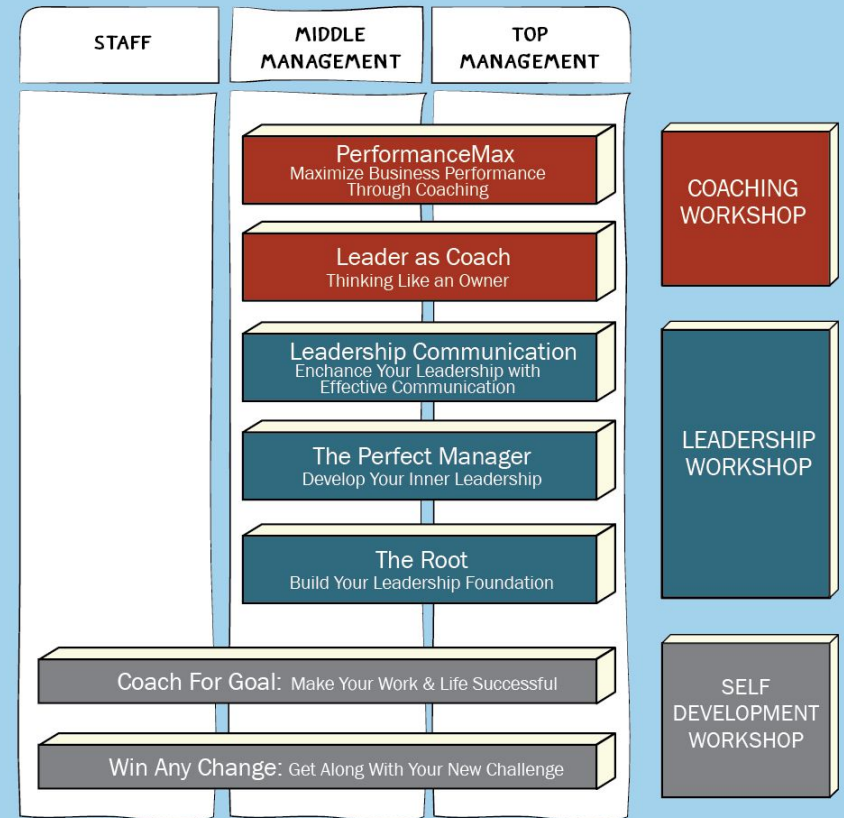 STAFF
MIDDLE
MANAGEMENT
TOP
MANAGEMENT
PerformanceMax
Maximize Business Performance
Through Coaching
Leader as Coach
Thinking Like an Owner
Leadership Communication
Enchance Your Leadership with
Effective Communication
The Perfect Manager
Develop Your Inner Leadership
The Root
Build Your Leadership Foundation
Coach For Goal: Make Your Work & Life Successful
Win Any Change: Get Along With Your New Challenge
COACHING
WORKSHOP
LEADERSHIP
WORKSHOP
SELF
DEVELOPMENT
WORKSHOP